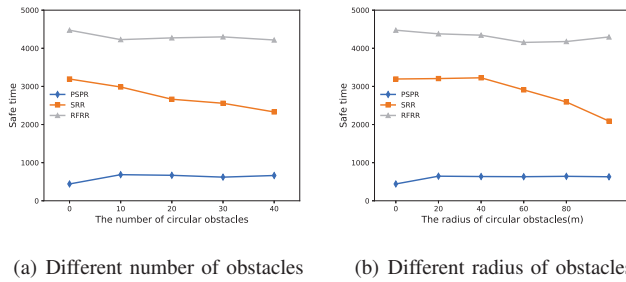 5000
4000
3000
2000
1000
0
Safe time
PSPR
SRR
RFRR
0 10 20 30 40
The number of circular obstacles
5000
4000
3000
2000
1000
0
Safe time
PSPR
SRR
RFRR
0 20 40 60 80
The radius of circular obstacles(m)
(a) Different number of obstacles
(b) Different radius of obstacles